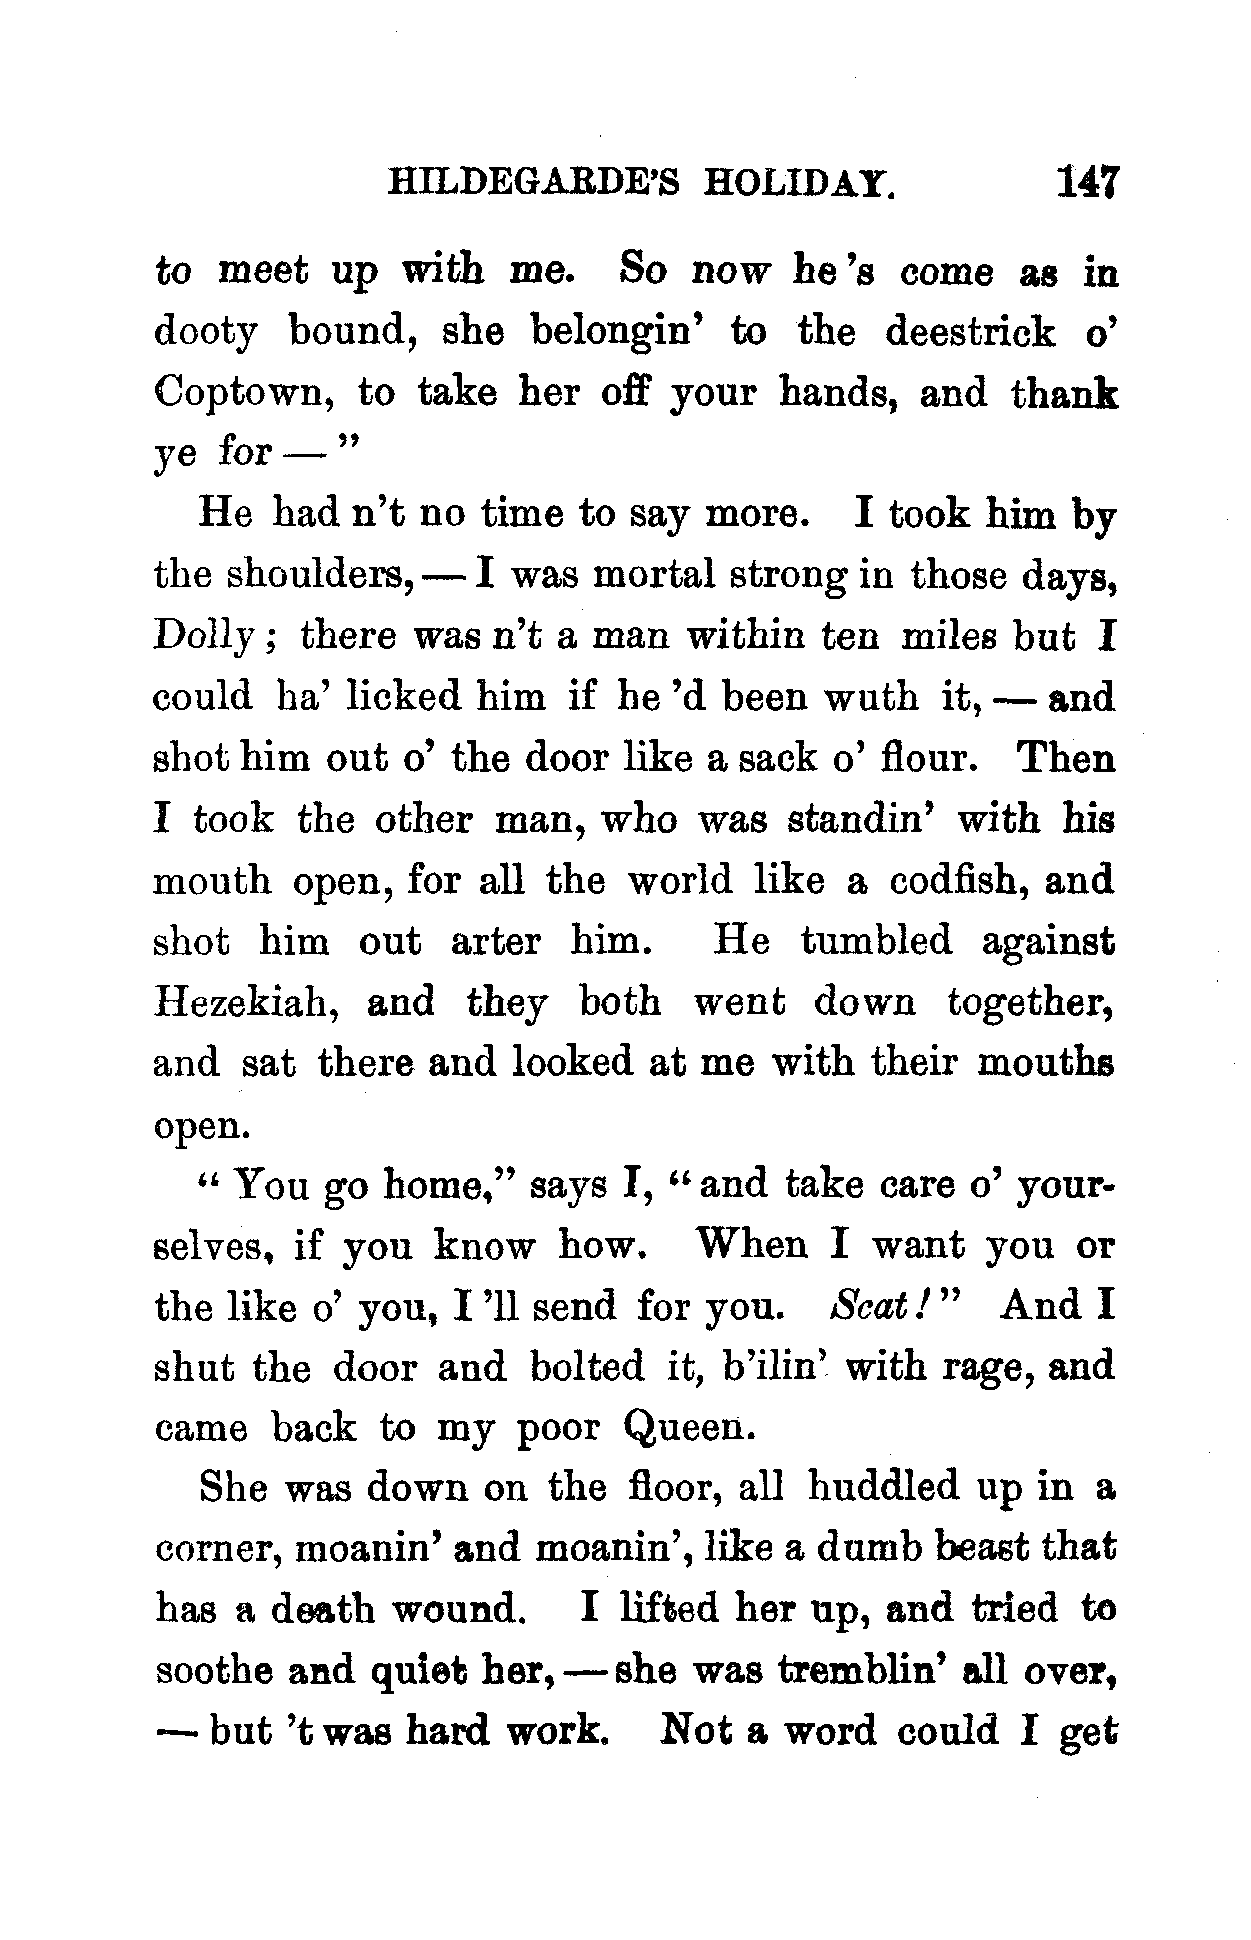 HILDEGARDE'S HOLIDAY. 147
to meet up with me. So now he 's come as in
dooty bound, she belongin' to the deestrick o'
Coptown, to take her off your hands, and thank
ye for — "
He had n't no time to say more. I took him by
the shoulders, — I was mortal strong in those days,
Dolly ; there was n't a man within ten miles but I
could ha' licked him if he 'd been wuth it, — and
shot him out o' the door like a sack o' flour. Then
I took the other man, who was standin' with his
mouth open, for all the world like a codfish, and
shot him out arter him. He tumbled against
Hezekiah, and they both went down together,
and sat there and looked at me with their mouths
open.
" You go home," says I, " and take care o' your-
selves, if you know how. When I want you or
the like o' you, I 'll send for you. Scat ! " And I
shut the door and bolted it, b'ilin' with rage, and
came back to my poor Queen.
She was down on the floor, all huddled up in a
corner, moanin' and moanin', like a dumb beast that
has a death wound. I lifted her up, and tried to
soothe and quiet her, — she was tremblin' all over,
— but 't was hard work. Not a word could I get